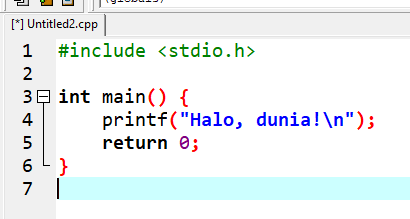 [*] Untitled2.cpp
1 #include <stdio.h>
2
3 int main() {
4     printf("Halo, dunia!\n");
5     return 0;
6 }
7